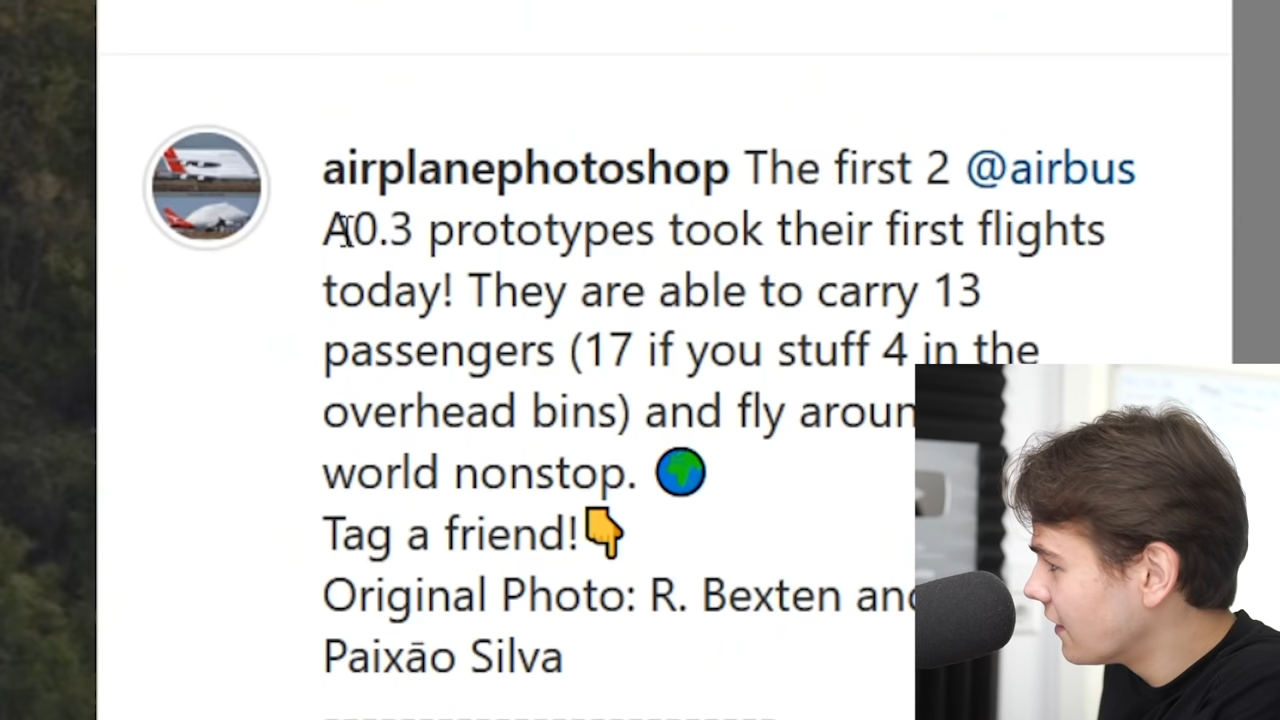 airplanephotoshop The first 2 @airbus
A0.3 prototypes took their first flights
today! They are able to carry 13
passengers (17 if you stuff 4 in the
overhead bins) and fly aroun
world nonstop. 🌍
Tag a friend!👇
Original Photo: R. Bexten and
Paixão Silva